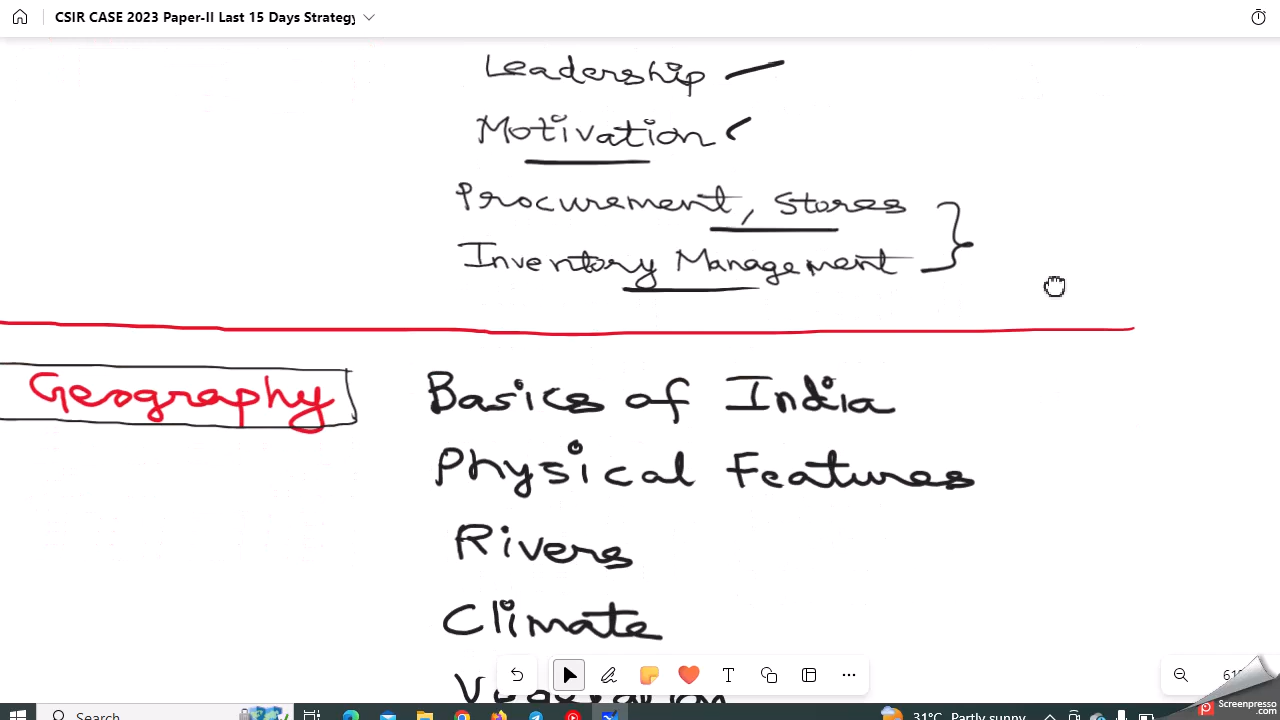 CSIR CASE 2023 Paper-II Last 15 Days Strategy
Leadership
Motivation
Procurement, Stores
Inventory Management
Geography
Basics of India
Physical Features
Rivers
Climate
Search
31°C Partly sunny
Screenpresso
.com